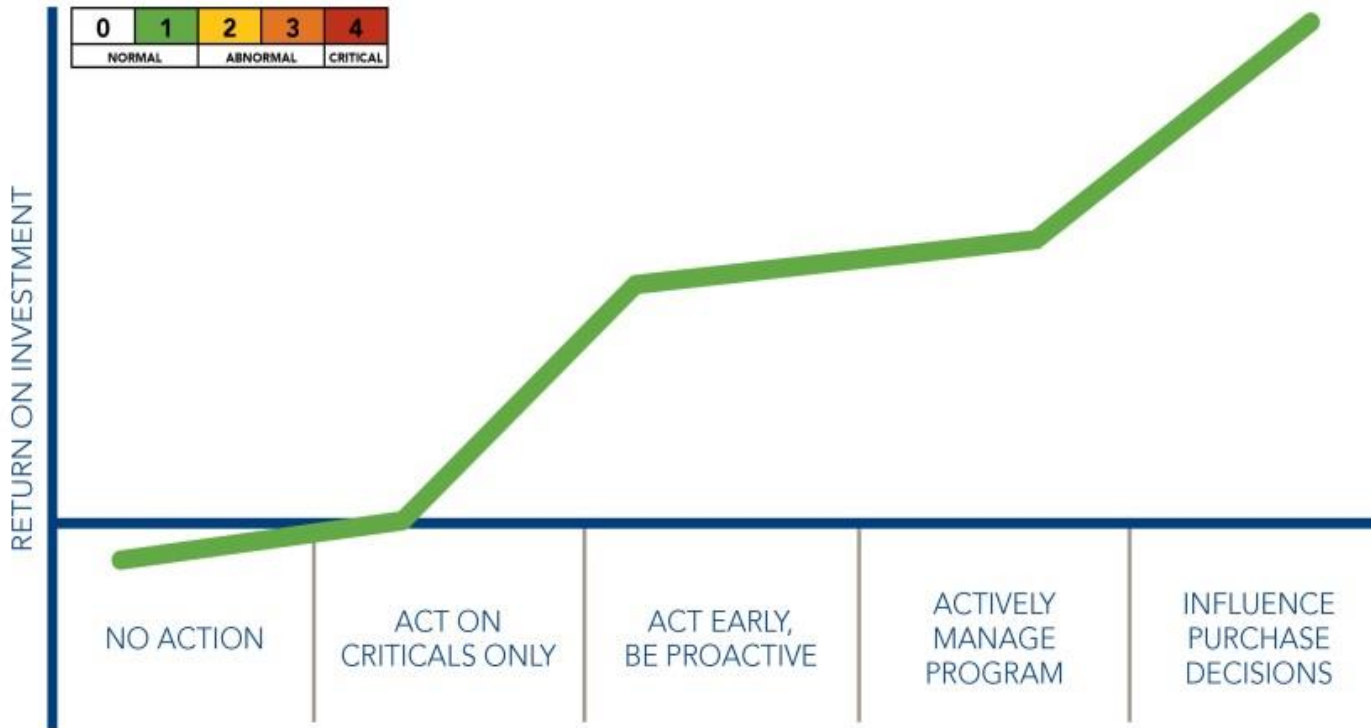 0 1 2 3 4
NORMAL ABNORMAL CRITICAL
RETURN ON INVESTMENT
NO ACTION
ACT ON
CRITICALS ONLY
ACT EARLY,
BE PROACTIVE
ACTIVELY
MANAGE
PROGRAM
INFLUENCE
PURCHASE
DECISIONS